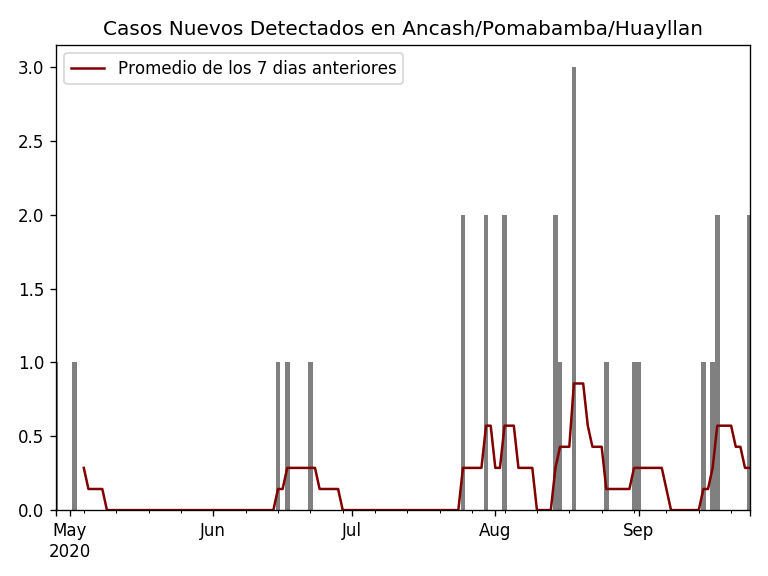 Casos Nuevos Detectados en Ancash/Pomabamba/Huayllan
Promedio de los 7 dias anteriores
3.0
2.5
2.0
1.5
1.0
0.5
0.0
May Jun Jul Aug Sep
2020